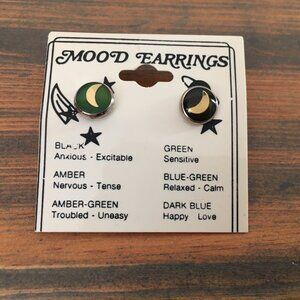 MOOD EARRINGS
BLACK
Anxious - Excitable
AMBER
Nervous - Tense
AMBER-GREEN
Troubled - Uneasy
GREEN
Sensitive
BLUE-GREEN
Relaxed - Calm
DARK BLUE
Happy Love